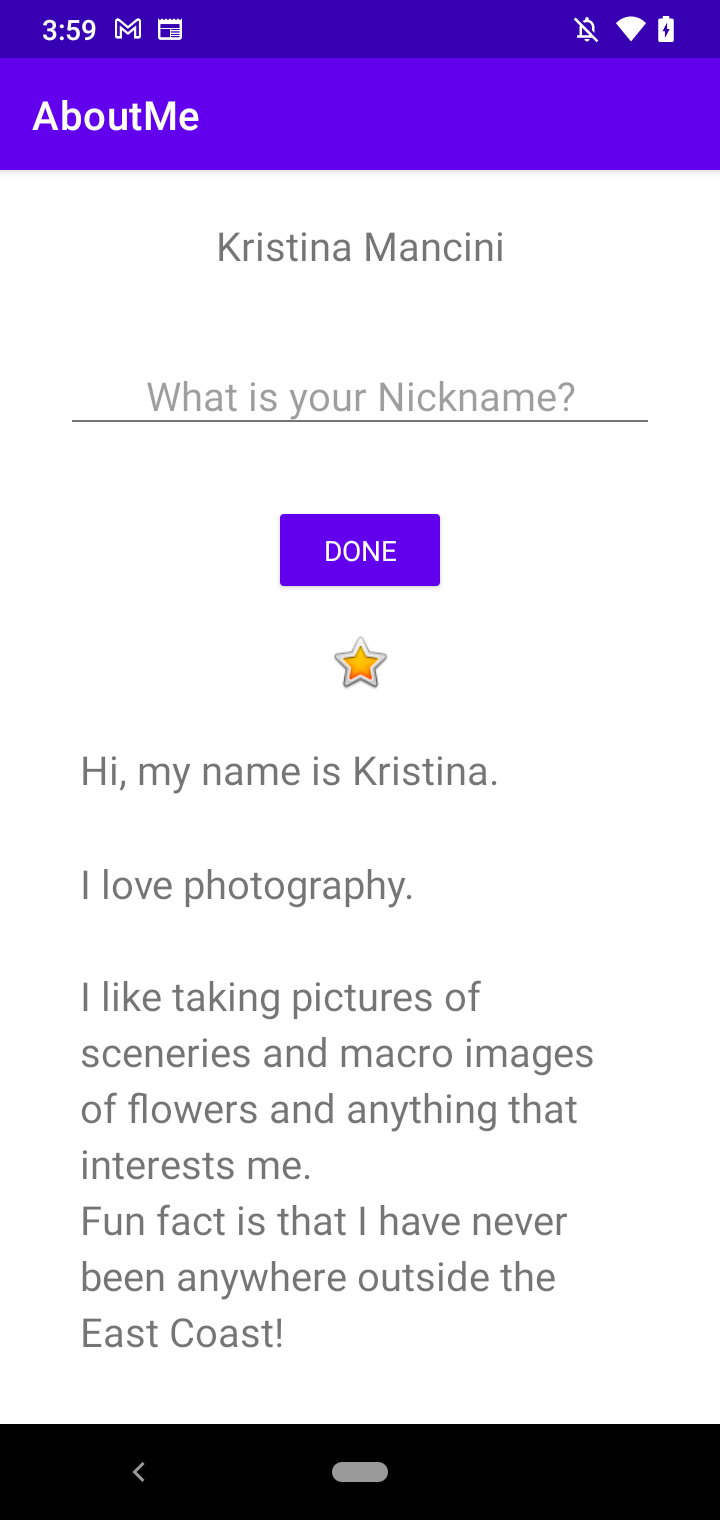 3:59
AboutMe
Kristina Mancini
What is your Nickname?
DONE
Hi, my name is Kristina.
I love photography.
I like taking pictures of
sceneries and macro images
of flowers and anything that
interests me.
Fun fact is that I have never
been anywhere outside the
East Coast!